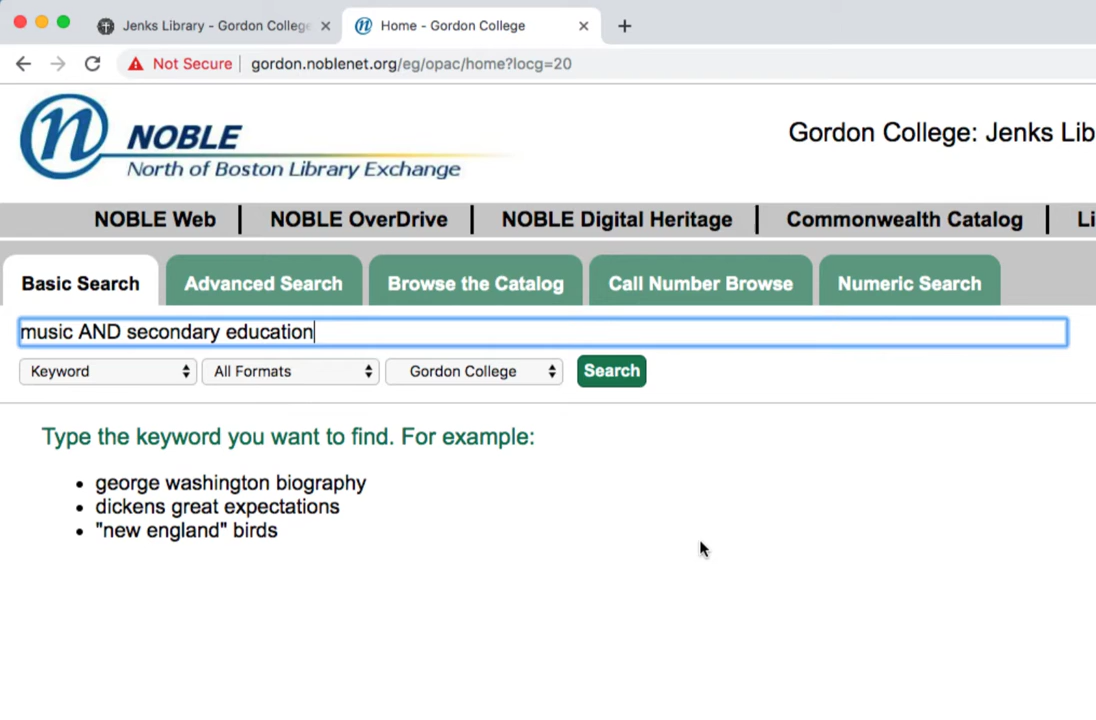 Jenks Library - Gordon College
Home - Gordon College
Not Secure
gordon.noblenet.org/eg/opac/home?locg=20
n
NOBLE
North of Boston Library Exchange
Gordon College: Jenks Lib
NOBLE Web
NOBLE OverDrive
NOBLE Digital Heritage
Commonwealth Catalog
Li
Basic Search
Advanced Search
Browse the Catalog
Call Number Browse
Numeric Search
music AND secondary education
Keyword
All Formats
Gordon College
Search
Type the keyword you want to find. For example:
george washington biography
dickens great expectations
"new england" birds